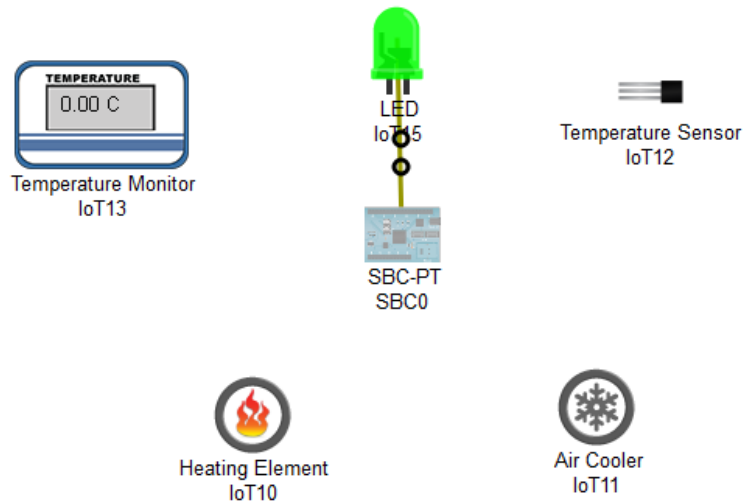 TEMPERATURE
0.00 C
Temperature Monitor
IoT13
LED
IoT15
Temperature Sensor
IoT12
SBC-PT
SBC0
Heating Element
IoT10
Air Cooler
IoT11